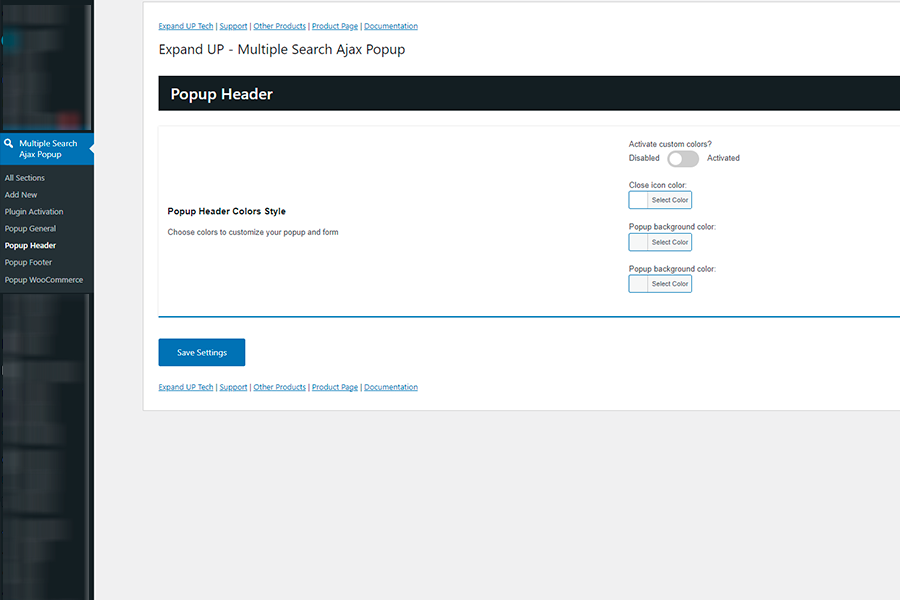 Expand UP Tech | Support | Other Products | Product Page | Documentation
Expand UP - Multiple Search Ajax Popup
Popup Header
Multiple Search
Ajax Popup
All Sections
Add New
Plugin Activation
Popup General
Popup Header
Popup Footer
Popup WooCommerce
Popup Header Colors Style
Choose colors to customize your popup and form
Activate custom colors?
Disabled Activated
Close icon color:
Select Color
Popup background color:
Select Color
Popup background color:
Select Color
Save Settings
Expand UP Tech | Support | Other Products | Product Page | Documentation